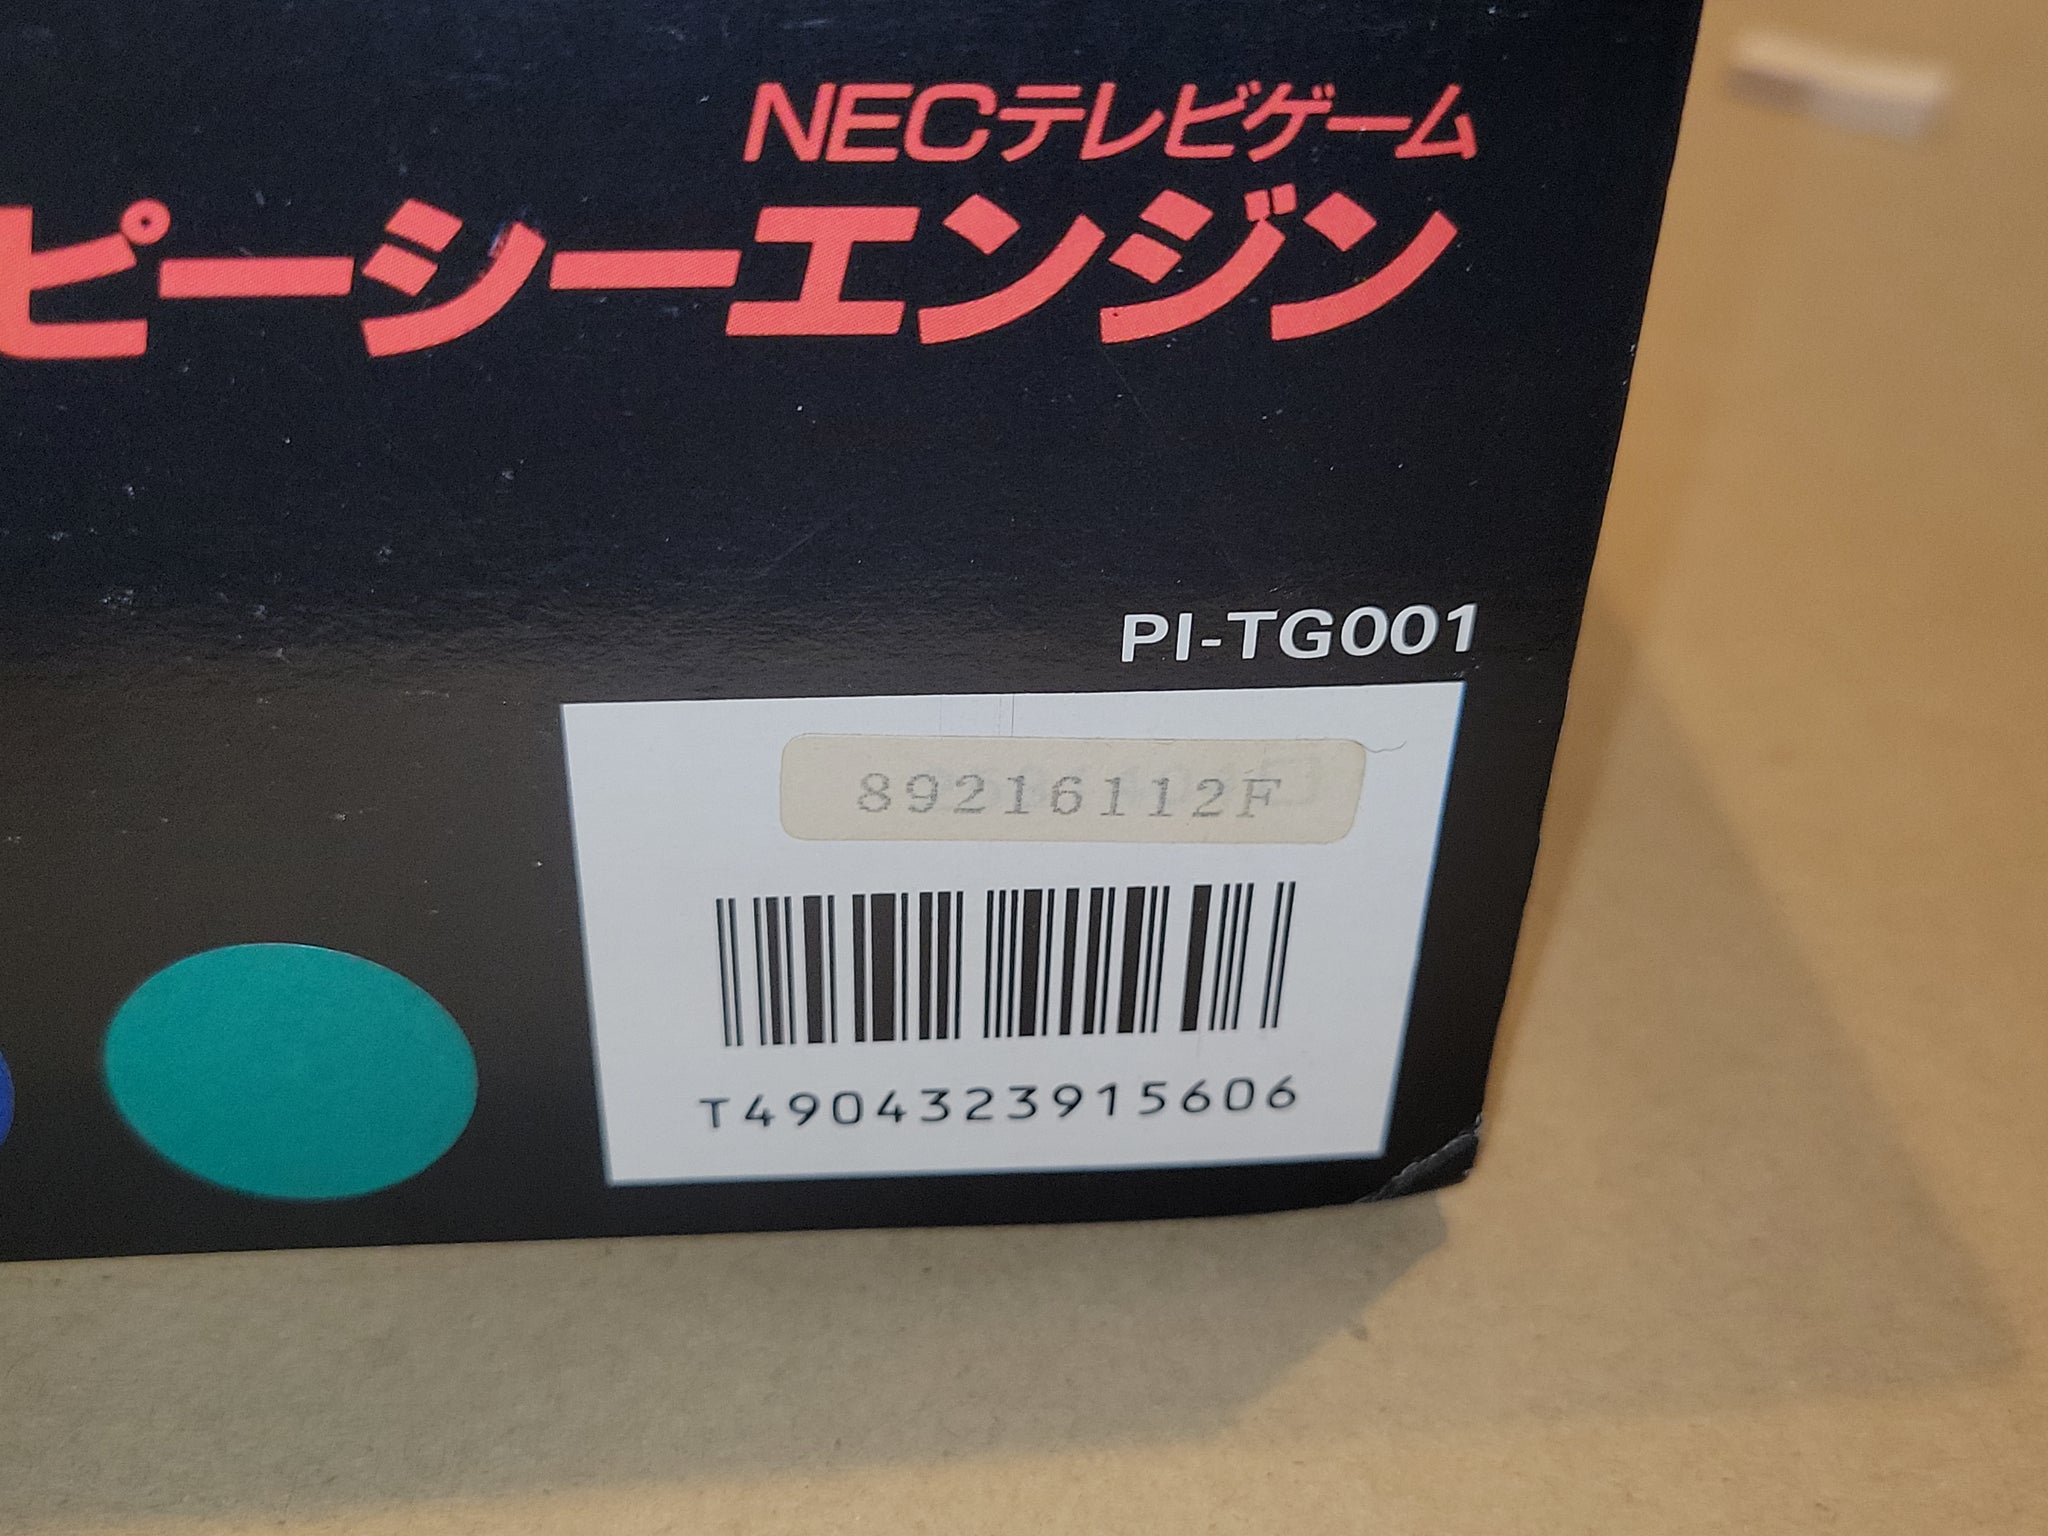 NECテレビゲーム
ピーシーエンジン
PI-TG001
89216112F
T4904323915606